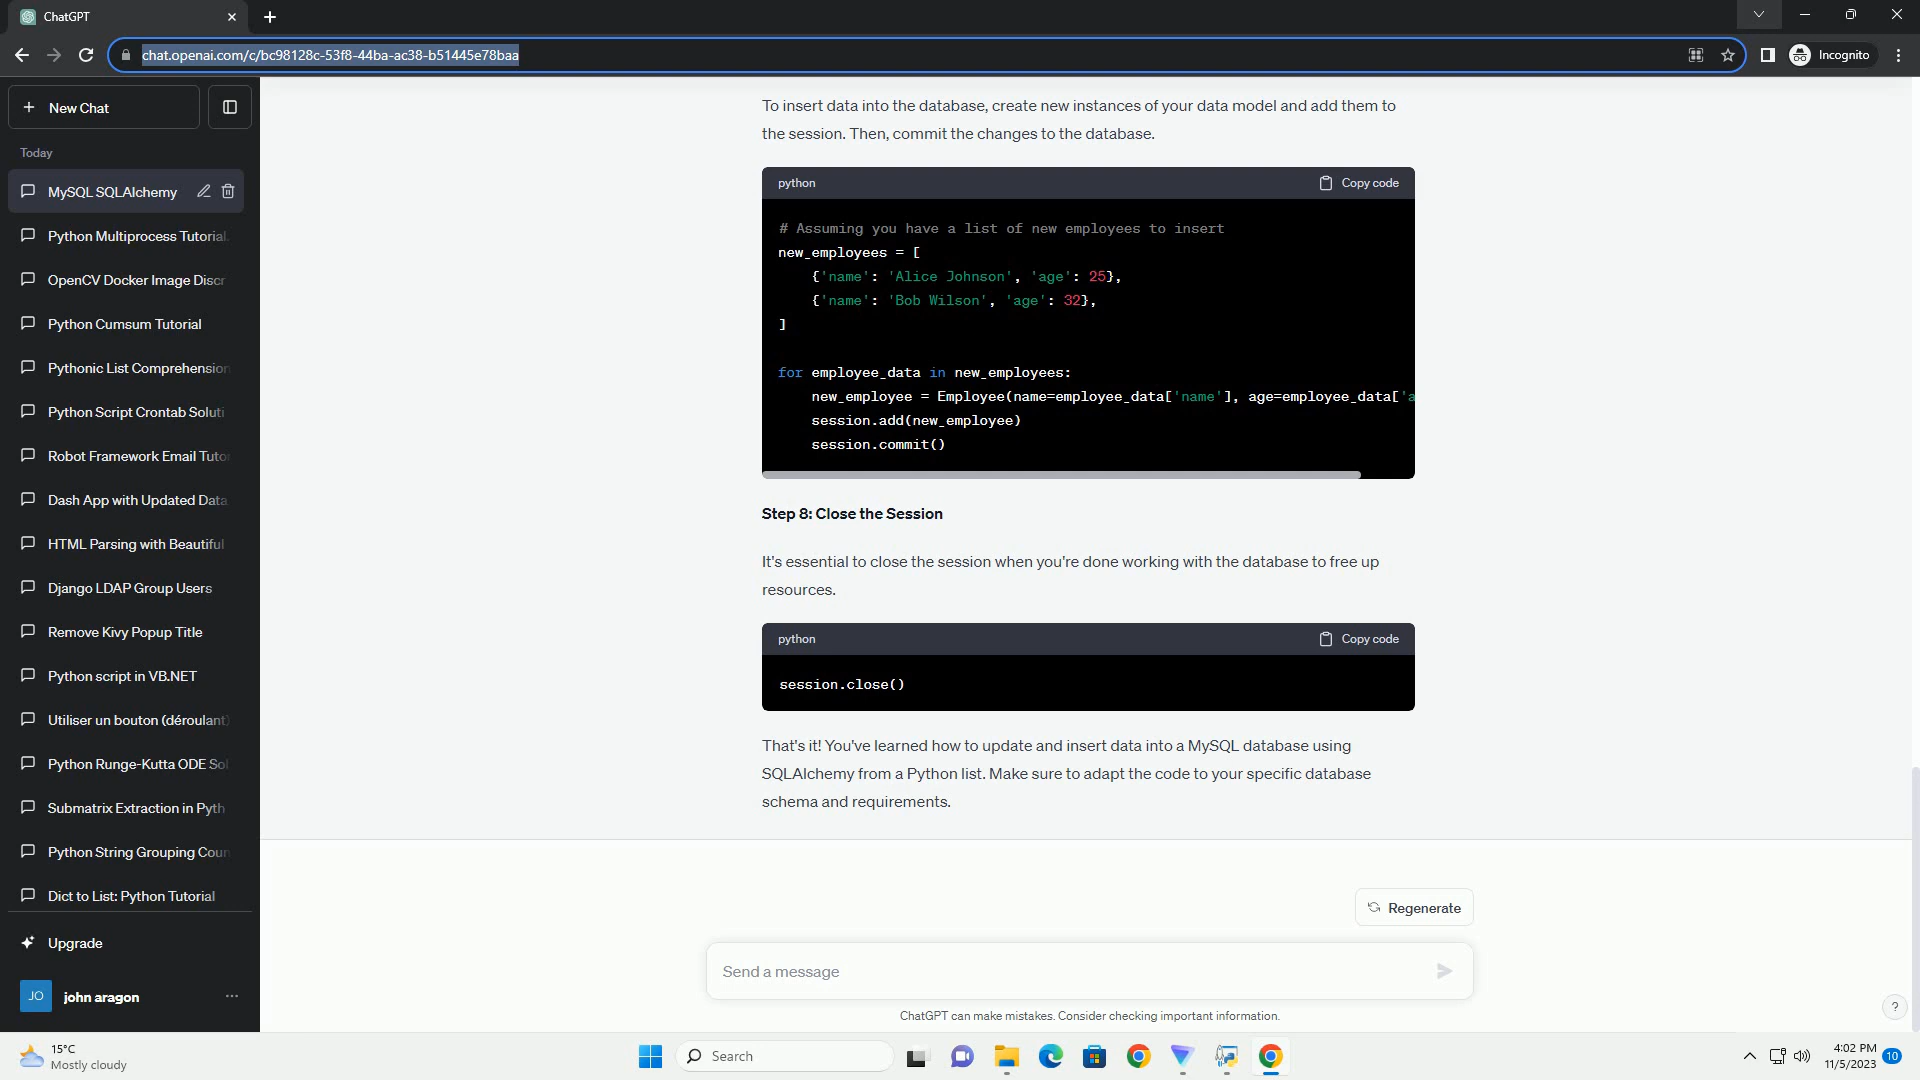 ChatGPT
chat.openai.com/c/bc98128c-53f8-44ba-ac38-b51445e78baa
Incognito
New Chat
Today
MySQL SQLAlchemy
Python Multiprocess Tutorial.
OpenCV Docker Image Discr
Python Cumsum Tutorial
Pythonic List Comprehension
Python Script Crontab Soluti
Robot Framework Email Tuto
Dash App with Updated Data
HTML Parsing with Beautiful
Django LDAP Group Users
Remove Kivy Popup Title
Python script in VB.NET
Utiliser un bouton (déroulant)
Python Runge-Kutta ODE Sol
Submatrix Extraction in Pyth
Python String Grouping Coun
Dict to List: Python Tutorial
Upgrade
JO
john aragon
To insert data into the database, create new instances of your data model and add them to
the session. Then, commit the changes to the database.
python
Copy code
# Assuming you have a list of new employees to insert
new_employees = [
{'name': 'Alice Johnson', 'age': 25},
{'name': 'Bob Wilson', 'age': 32},
]
for employee_data in new_employees:
new_employee = Employee(name=employee_data['name'], age=employee_data['a
session.add(new_employee)
session.commit()
Step 8: Close the Session
It's essential to close the session when you're done working with the database to free up
resources.
python
Copy code
session.close()
That's it! You've learned how to update and insert data into a MySQL database using
SQLAlchemy from a Python list. Make sure to adapt the code to your specific database
schema and requirements.
Regenerate
Send a message
ChatGPT can make mistakes. Consider checking important information.
?
15°C
Mostly cloudy
Search
4:02 PM
11/5/2023
10